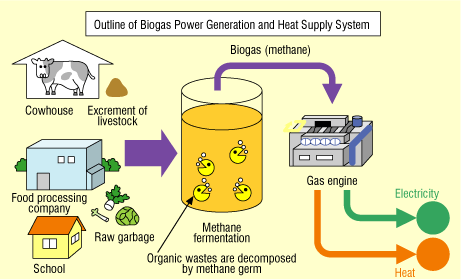 Outline of Biogas Power Generation and Heat Supply System
Biogas (methane)
Cowhouse
Excrement of
livestock
Food processing
company
Raw garbage
School
Methane
fermentation
Organic wastes are decomposed
by methane germ
Gas engine
Electricity
Heat